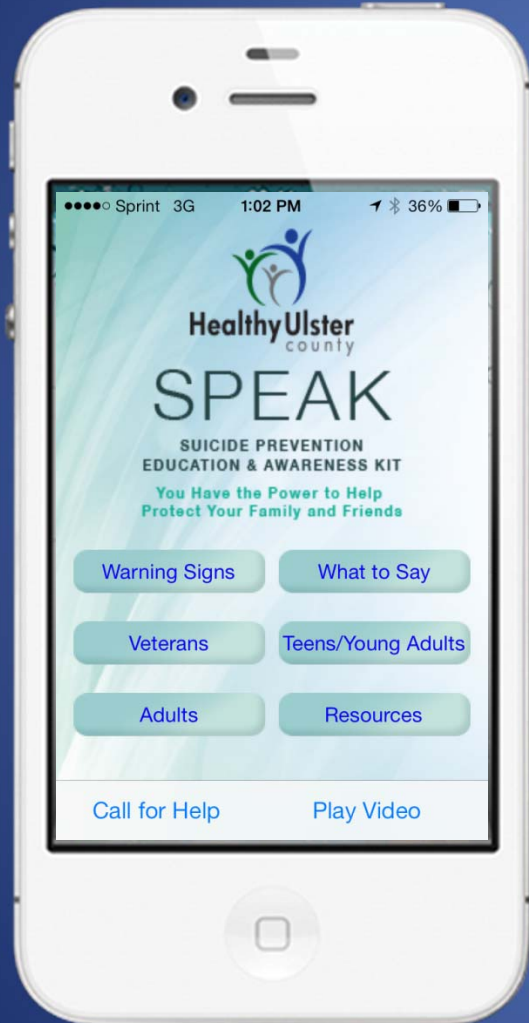 ●●●●○ Sprint 3G 1:02 PM 36%
HealthyUlster
county
SPEAK
SUICIDE PREVENTION
EDUCATION & AWARENESS KIT
You Have the Power to Help
Protect Your Family and Friends
Warning Signs What to Say
Veterans Teens/Young Adults
Adults Resources
Call for Help Play Video